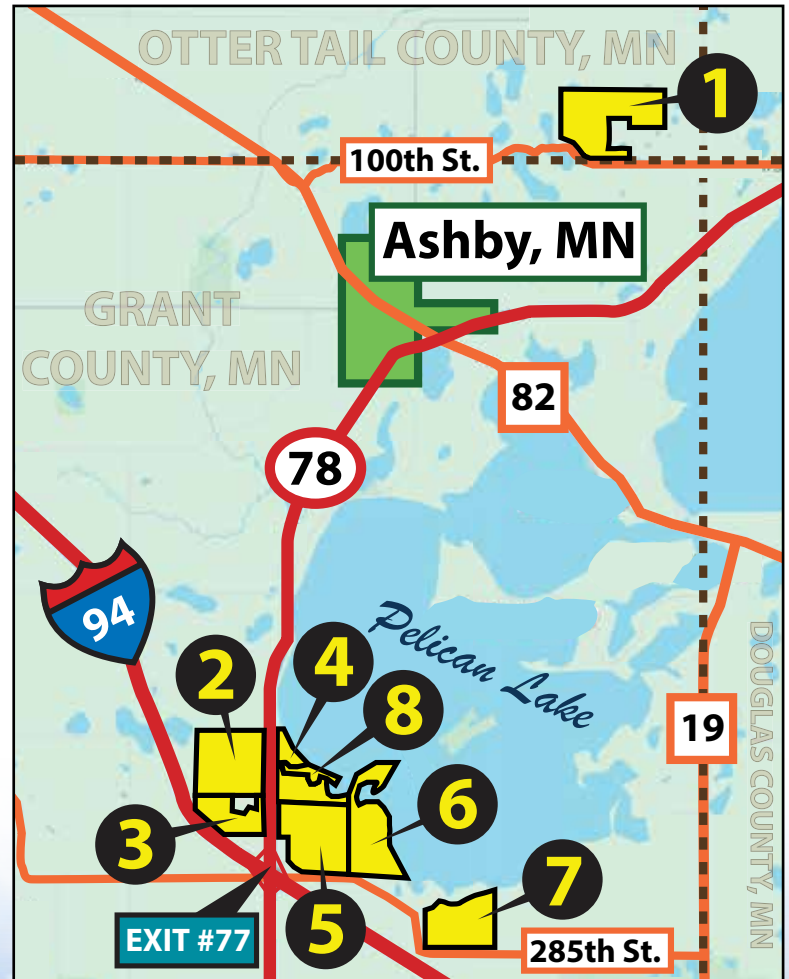 OTTER TAIL COUNTY, MN
1
100th St.
Ashby, MN
GRANT
COUNTY, MN
82
78
94
Pelican Lake
2
4
8
19
DOUGLAS COUNTY, MN
3
6
5
7
EXIT #77
285th St.